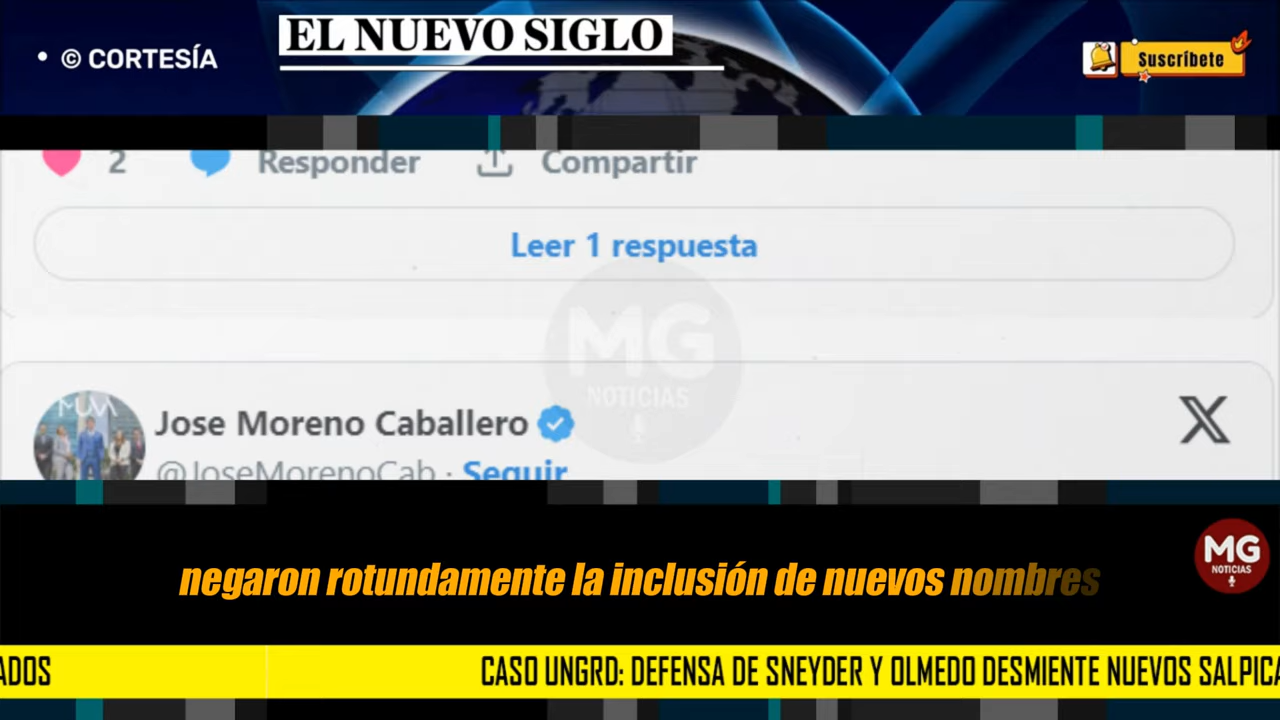 • © CORTESÍA
EL NUEVO SIGLO
Suscríbete
2 Responder Compartir
Leer 1 respuesta
MG
NOTICIAS
Jose Moreno Caballero
@JoseMorenoCab · Seguir
negaron rotundamente la inclusión de nuevos nombres
MG
NOTICIAS
ADOS CASO UNGRD: DEFENSA DE SNEYDER Y OLMEDO DESMIENTE NUEVOS SALPICA